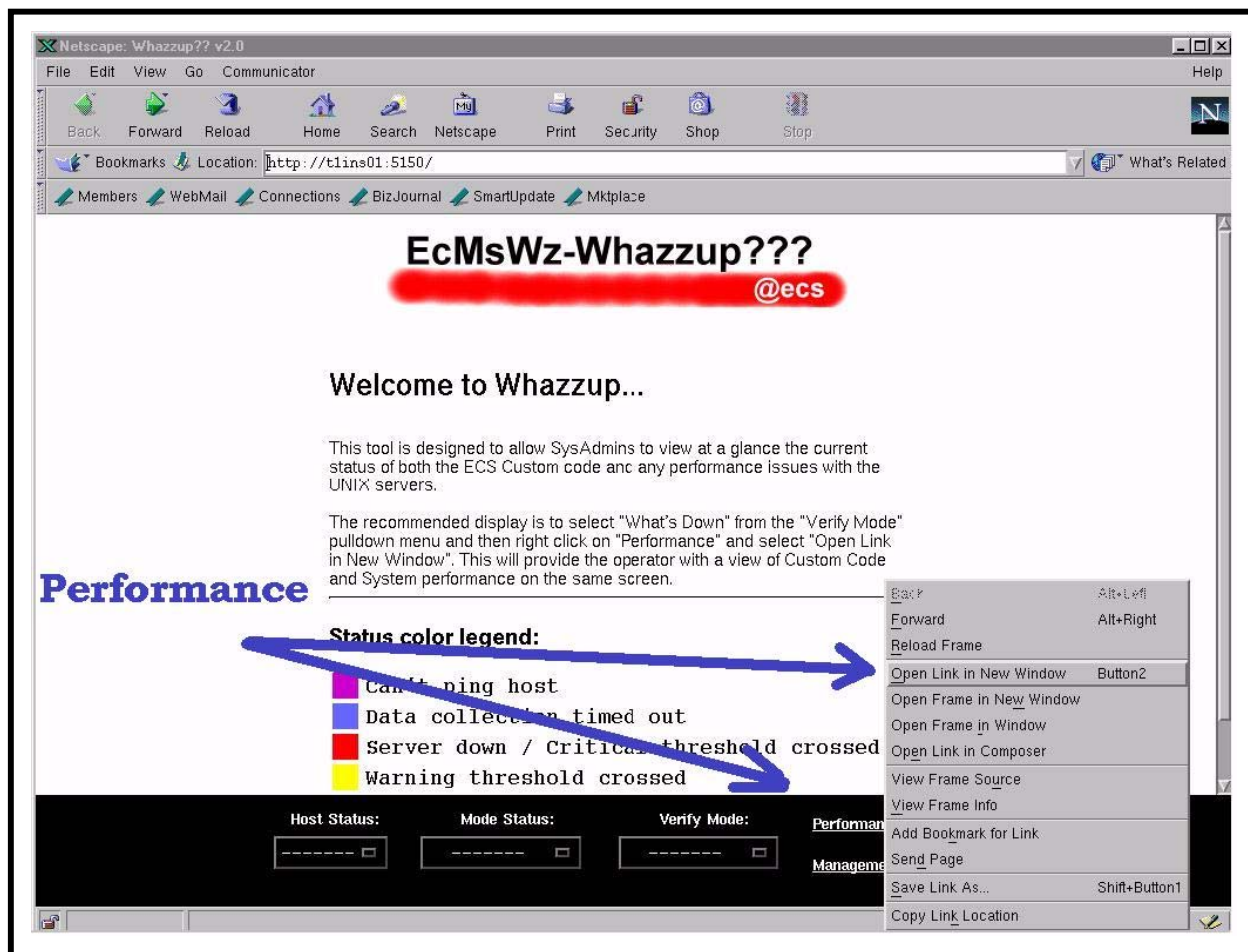 Netscape: Whazzup?? v2.0
File Edit View Go Communicator Help
Back Forward Reload Home Search Netscape Print Security Shop Stop
My
N
Bookmarks Location: http://t1ins01:5150/ What's Related
Members WebMail Connections BizJournal SmartUpdate Mktplace
EcMsWz-Whazzup???
@ecs
Welcome to Whazzup...
This tool is designed to allow SysAdmins to view at a glance the current
status of both the ECS Custom code and any performance issues with the
UNIX servers.
The recommended display is to select "What's Down" from the "Verify Mode"
pulldown menu and then right click on "Performance" and select "Open Link
in New Window". This will provide the operator with a view of Custom Code
and System performance on the same screen.
Performance
Status color legend:
Can't ping host
Data collection timed out
Server down / Critical threshold crossed
Warning threshold crossed
Host Status: Mode Status: Verify Mode:
------- ------- -------
Performan
Manageme
Back Alt+Left
Forward Alt+Right
Reload Frame
Open Link in New Window Button2
Open Frame in New Window
Open Frame in Window
Open Link in Composer
View Frame Source
View Frame Info
Add Bookmark for Link
Send Page
Save Link As... Shift+Button1
Copy Link Location